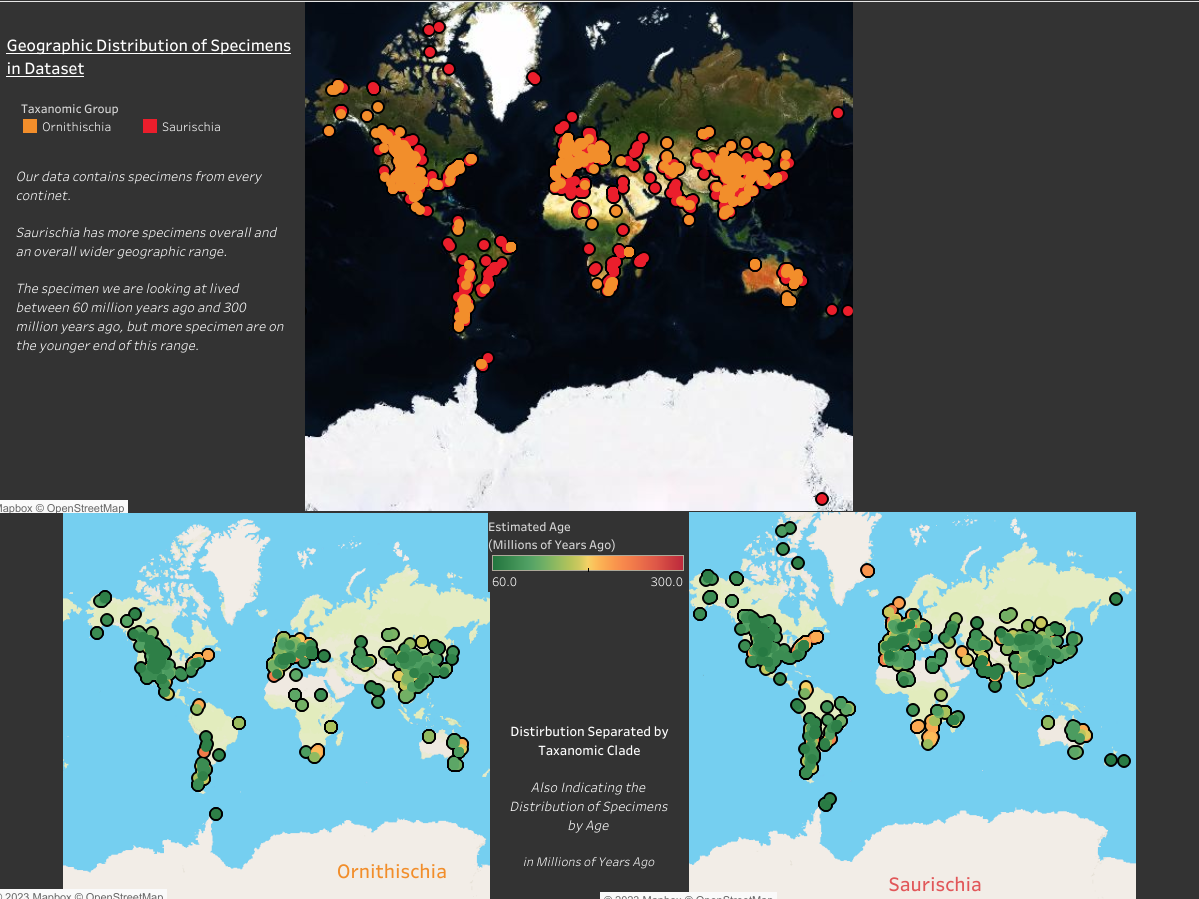 Geographic Distribution of Specimens
in Dataset
Taxanomic Group
Ornithischia
Saurischia
Our data contains specimens from every
continet.
Saurischia has more specimens overall and
an overall wider geographic range.
The specimen we are looking at lived
between 60 million years ago and 300
million years ago, but more specimen are on
the younger end of this range.
Mapbox © OpenStreetMap
Estimated Age
(Millions of Years Ago)
60.0
300.0
Distirbution Separated by
Taxanomic Clade
Also Indicating the
Distribution of Specimens
by Age
in Millions of Years Ago
Ornithischia
Saurischia
© 2023 Mapbox © OpenStreetMap
© 2023 Mapbox © OpenStreetMap